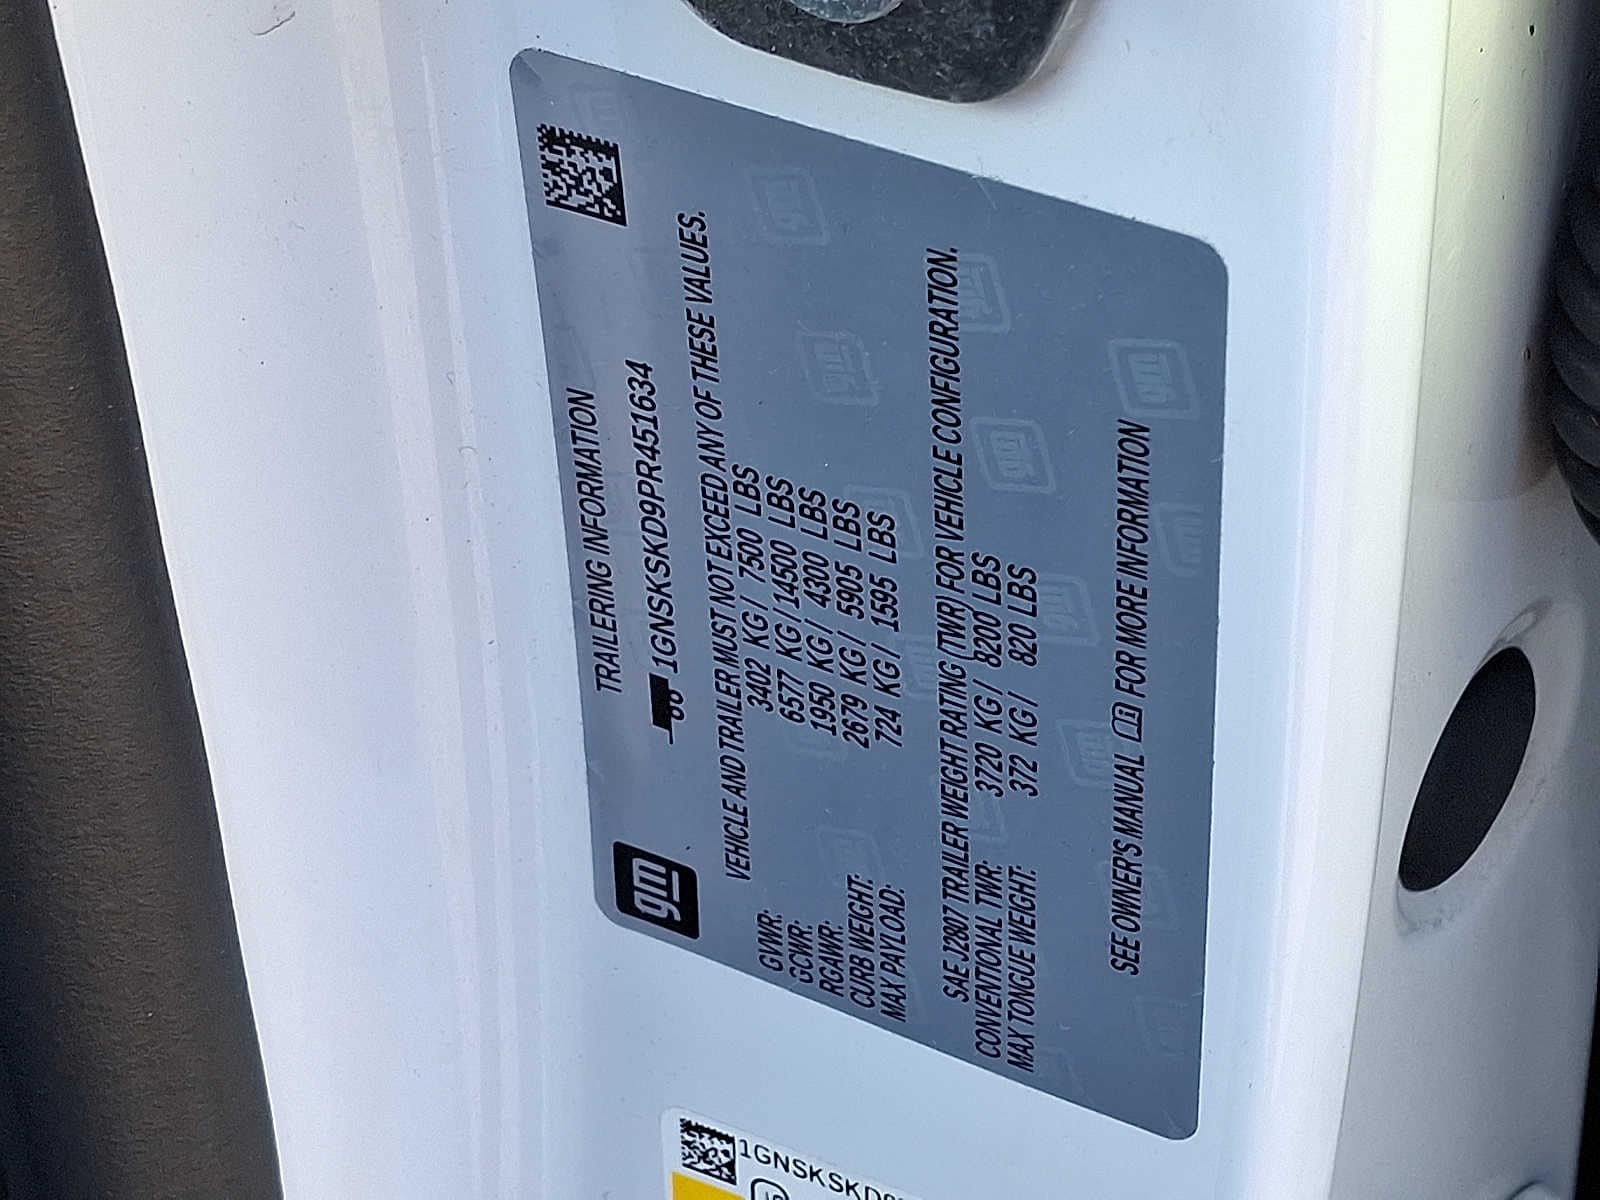 gm
TRAILERING INFORMATION
1GNSKSKD9PR451634
VEHICLE AND TRAILER MUST NOT EXCEED ANY OF THESE VALUES.
GVWR: 3402 KG / 7500 LBS
GCWR: 6577 KG / 14500 LBS
RGAWR: 1950 KG / 4300 LBS
CURB WEIGHT: 2679 KG / 5905 LBS
MAX PAYLOAD: 724 KG / 1595 LBS
SAE J2807 TRAILER WEIGHT RATING (TWR) FOR VEHICLE CONFIGURATION.
CONVENTIONAL TWR: 3720 KG / 8200 LBS
MAX TONGUE WEIGHT: 372 KG / 820 LBS
SEE OWNER'S MANUAL FOR MORE INFORMATION
1GNSKSKD